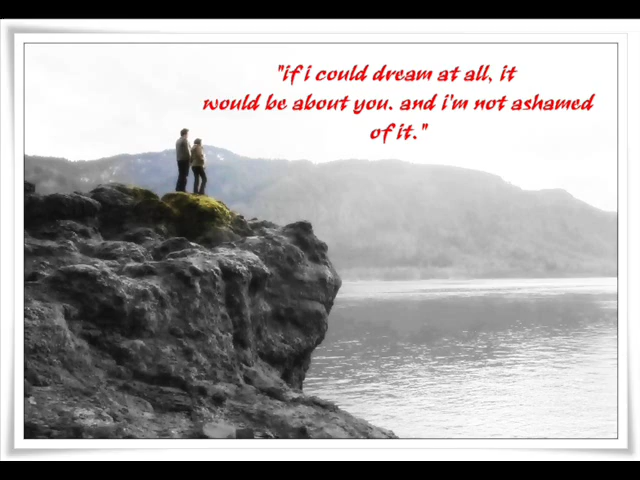 "if i could dream at all, it
would be about you. and i'm not ashamed
of it."